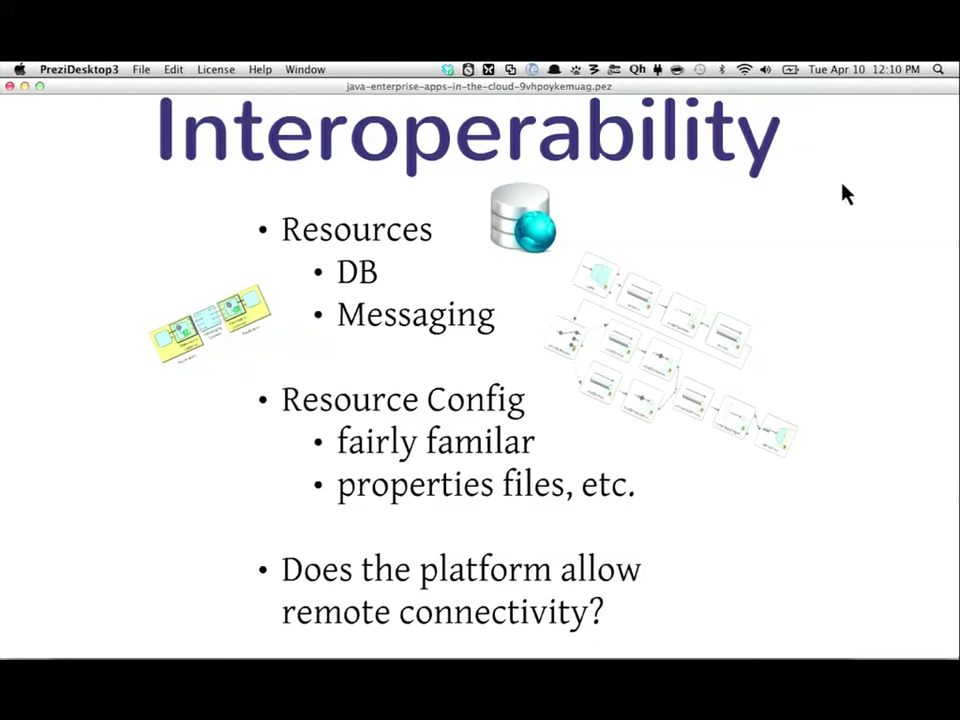 PreziDesktop3 File Edit License Help Window Qh Tue Apr 10 12:10 PM
java-enterprise-apps-in-the-cloud-9vhpoykemuag.pez
Interoperability
• Resources
• DB
• Messaging
• Resource Config
• fairly familar
• properties files, etc.
• Does the platform allow
remote connectivity?